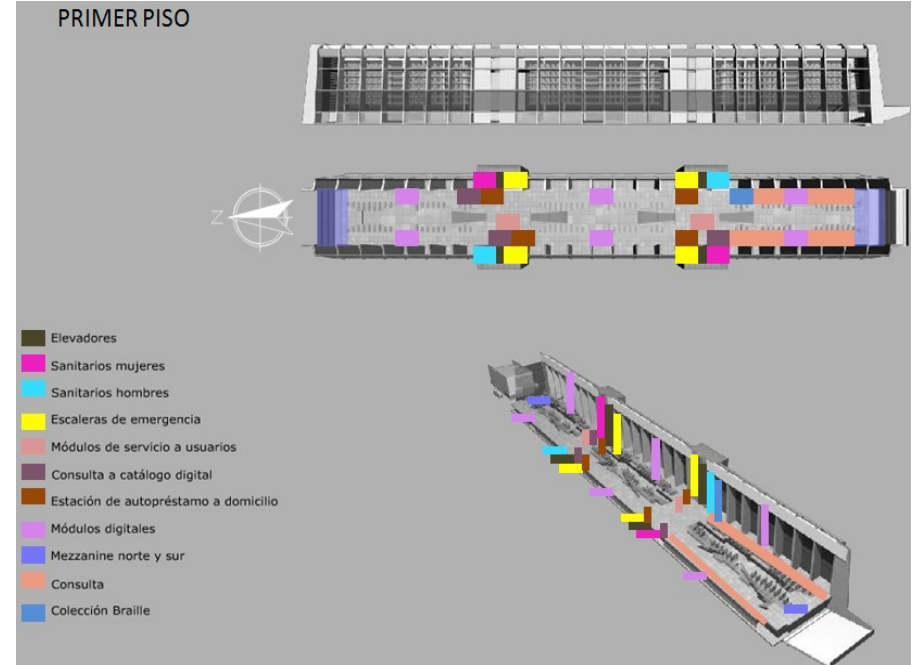 PRIMER PISO
Z
Elevadores
Sanitarios mujeres
Sanitarios hombres
Escaleras de emergencia
Módulos de servicio a usuarios
Consulta a catálogo digital
Estación de autopréstamo a domicilio
Módulos digitales
Mezzanine norte y sur
Consulta
Colección Braille